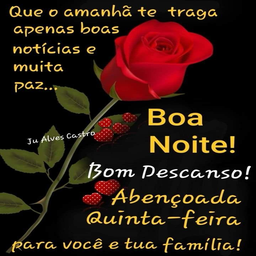 Que o amanhã te traga
apenas boas
notícias e
muita
paz...
Ju Alves Castro
Boa
Noite!
Bom Descanso!
Abençoada
Quinta-feira
para você e tua família!